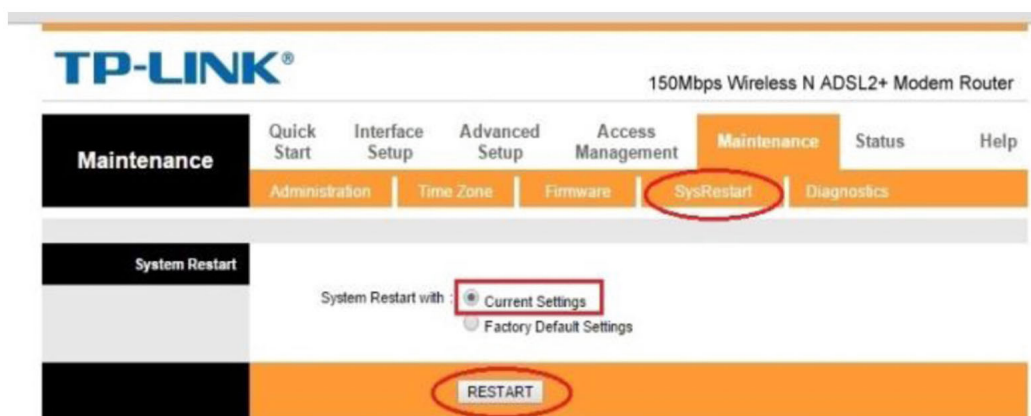 TP-LINK®
150Mbps Wireless N ADSL2+ Modem Router
Maintenance
Quick Start
Interface Setup
Advanced Setup
Access Management
Maintenance
Status
Help
Administration
Time Zone
Firmware
SysRestart
Diagnostics
System Restart
System Restart with :
Current Settings
Factory Default Settings
RESTART